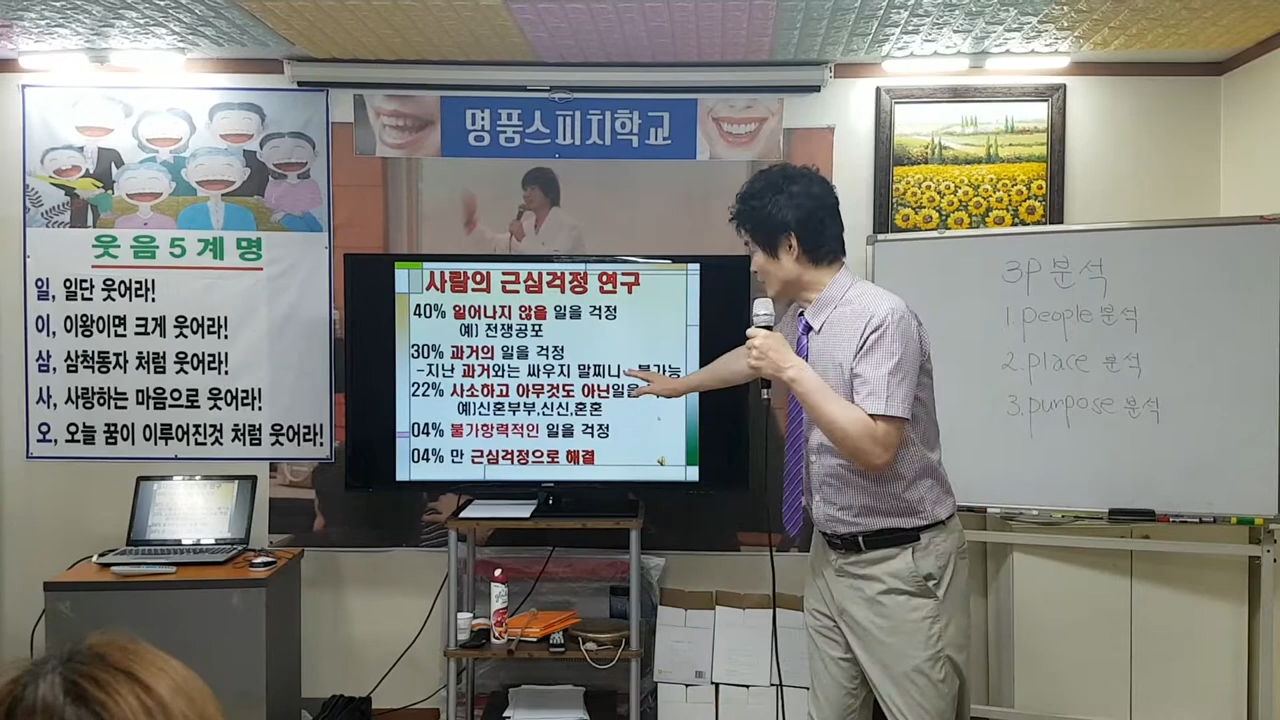 명품스피치학교
웃음5계명
일, 일단 웃어라!
이, 이왕이면 크게 웃어라!
삼, 삼척동자 처럼 웃어라!
사, 사랑하는 마음으로 웃어라!
오, 오늘 꿈이 이루어진것 처럼 웃어라!
사람의 근심걱정 연구
40% 일어나지 않을 일을 걱정
예) 전쟁공포
30% 과거의 일을 걱정
-지난 과거와는 싸우지 말찌니 불가능
22% 사소하고 아무것도 아닌일을
예)신혼부부,신신,혼혼
04% 불가항력적인 일을 걱정
04% 만 근심걱정으로 해결
3P 분석
1. people 분석
2. place 분석
3. purpose 분석